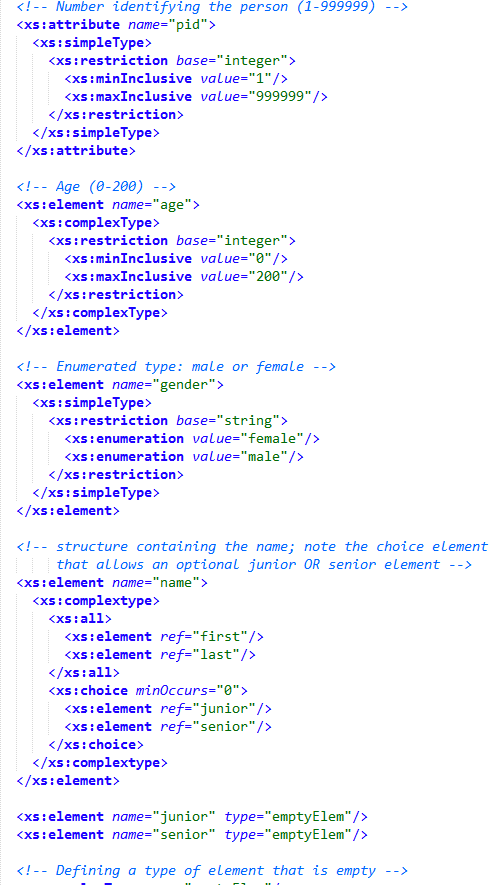 <!-- Number identifying the person (1-999999) -->
<xs:attribute name="pid">
<xs:simpleType>
<xs:restriction base="integer">
<xs:minInclusive value="1"/>
<xs:maxInclusive value="999999"/>
</xs:restriction>
</xs:simpleType>
</xs:attribute>
<!-- Age (0-200) -->
<xs:element name="age">
<xs:complexType>
<xs:restriction base="integer">
<xs:minInclusive value="0"/>
<xs:maxInclusive value="200"/>
</xs:restriction>
</xs:complexType>
</xs:element>
<!-- Enumerated type: male or female -->
<xs:element name="gender">
<xs:simpleType>
<xs:restriction base="string">
<xs:enumeration value="female"/>
<xs:enumeration value="male"/>
</xs:restriction>
</xs:simpleType>
</xs:element>
<!-- structure containing the name; note the choice element
that allows an optional junior OR senior element -->
<xs:element name="name">
<xs:complextype>
<xs:all>
<xs:element ref="first"/>
<xs:element ref="last"/>
</xs:all>
<xs:choice minOccurs="0">
<xs:element ref="junior"/>
<xs:element ref="senior"/>
</xs:choice>
</xs:complextype>
</xs:element>
<xs:element name="junior" type="emptyElem"/>
<xs:element name="senior" type="emptyElem"/>
<!-- Defining a type of element that is empty -->